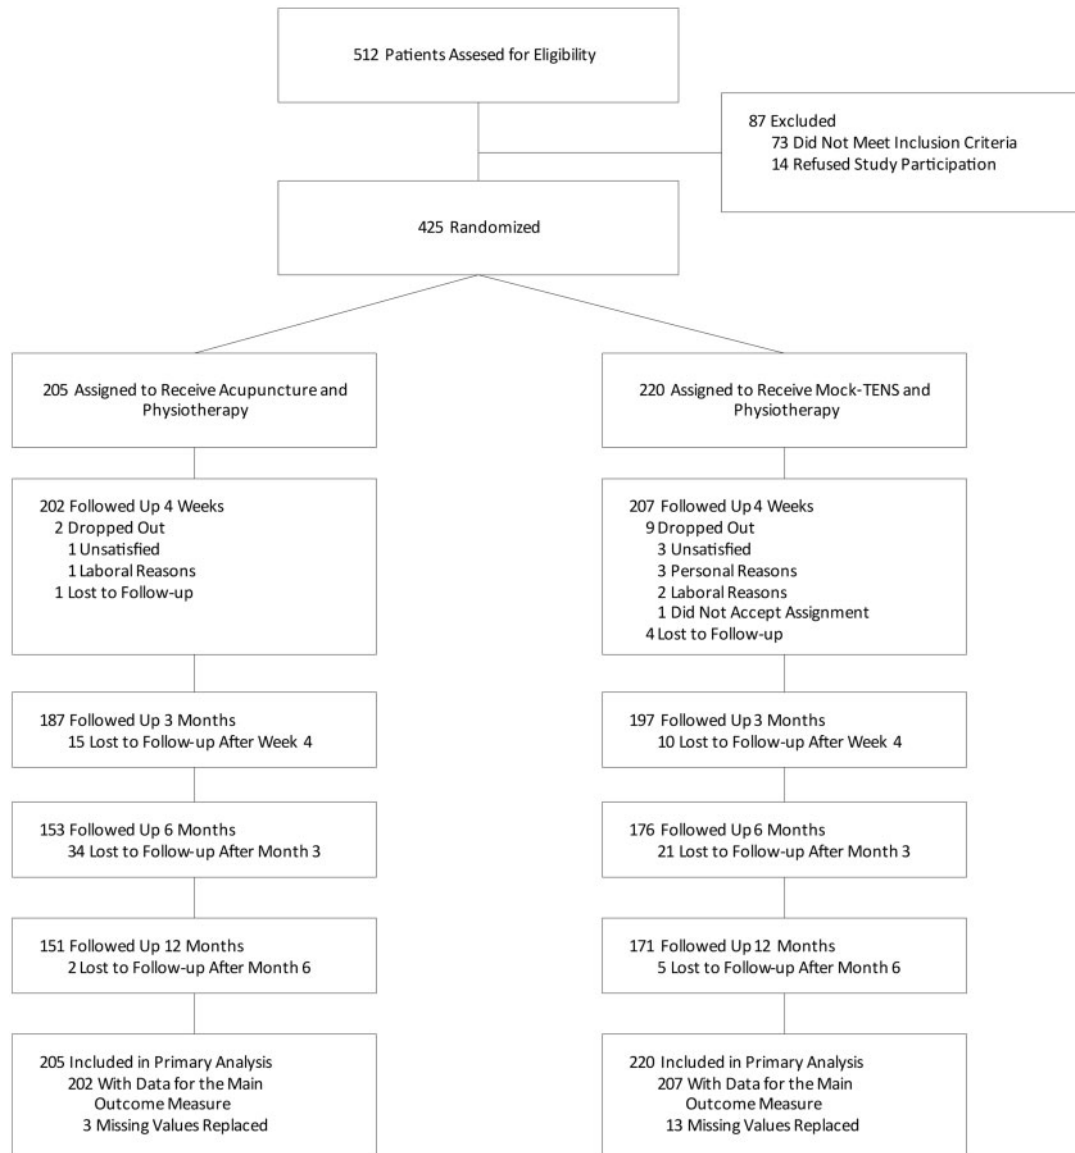 512 Patients Assesed for Eligibility
87 Excluded
73 Did Not Meet Inclusion Criteria
14 Refused Study Participation
425 Randomized
205 Assigned to Receive Acupuncture and
Physiotherapy
220 Assigned to Receive Mock-TENS and
Physiotherapy
202 Followed Up 4 Weeks
2 Dropped Out
1 Unsatisfied
1 Laboral Reasons
1 Lost to Follow-up
207 Followed Up 4 Weeks
9 Dropped Out
3 Unsatisfied
3 Personal Reasons
2 Laboral Reasons
1 Did Not Accept Assignment
4 Lost to Follow-up
187 Followed Up 3 Months
15 Lost to Follow-up After Week 4
197 Followed Up 3 Months
10 Lost to Follow-up After Week 4
153 Followed Up 6 Months
34 Lost to Follow-up After Month 3
176 Followed Up 6 Months
21 Lost to Follow-up After Month 3
151 Followed Up 12 Months
2 Lost to Follow-up After Month 6
171 Followed Up 12 Months
5 Lost to Follow-up After Month 6
205 Included in Primary Analysis
202 With Data for the Main
Outcome Measure
3 Missing Values Replaced
220 Included in Primary Analysis
207 With Data for the Main
Outcome Measure
13 Missing Values Replaced